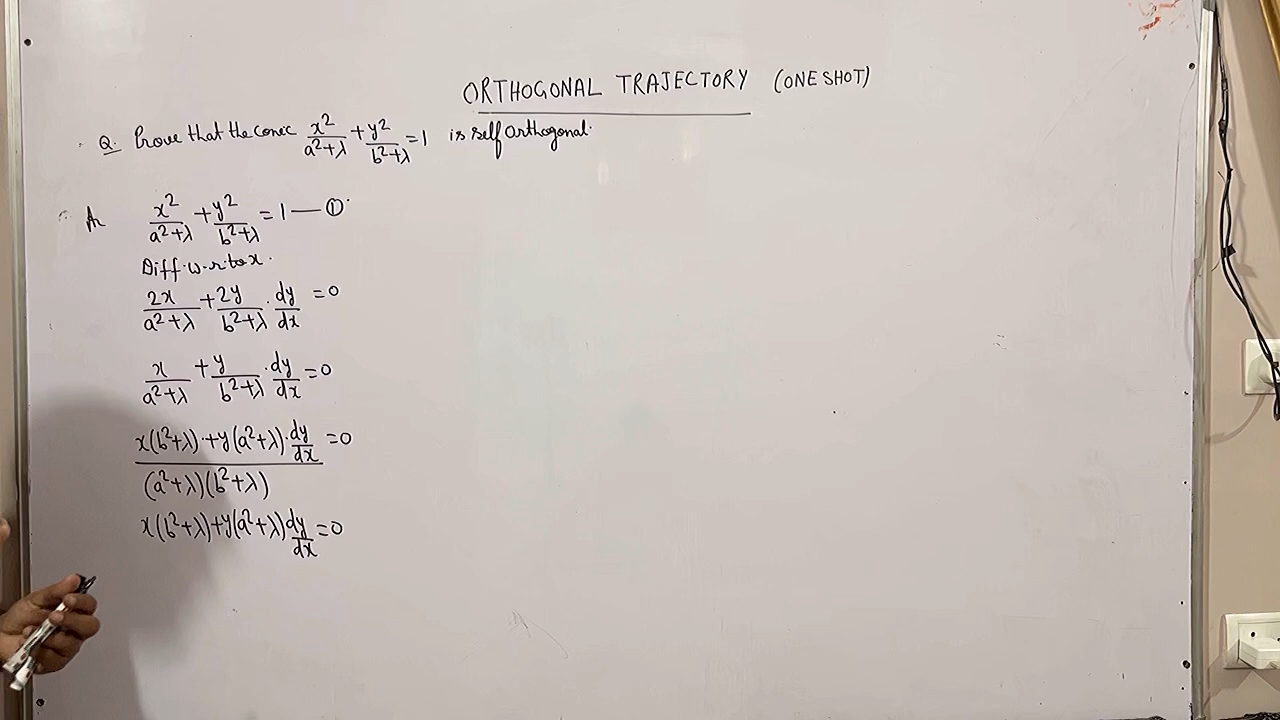 ORTHOGONAL TRAJECTORY (ONE SHOT)
Q. Prove that the conic x²/(a²+λ) + y²/(b²+λ) = 1 is self orthogonal.
x²/(a²+λ) + y²/(b²+λ) = 1 — ①
Diff. w.r. to x.
2x/(a²+λ) + 2y/(b²+λ) . dy/dx = 0
x/(a²+λ) + y/(b²+λ) . dy/dx = 0
(x(b²+λ) + y(a²+λ) . dy/dx)/((a²+λ)(b²+λ)) = 0
x(b²+λ) + y(a²+λ) dy/dx = 0